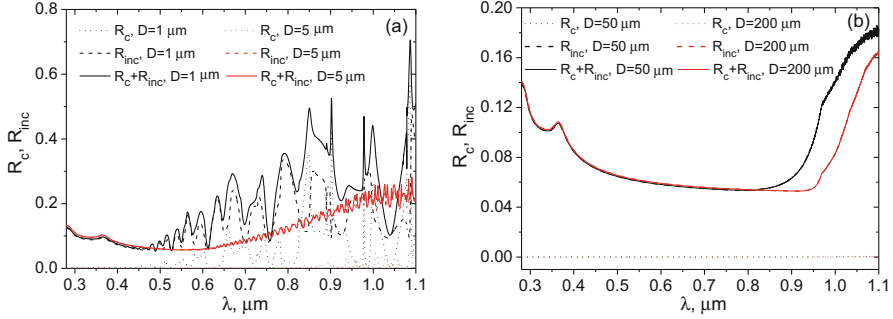 (a)
R_c, D=1 μm R_c, D=5 μm
R_inc D=1 μm R_inc D=5 μm
R_c+R_inc, D=1 μm R_c+R_inc, D=5 μm
R_c, R_inc
0.8
0.6
0.4
0.2
0.0
0.3 0.4 0.5 0.6 0.7 0.8 0.9 1.0 1.1
λ, μm
(b)
R_c, D=50 μm R_c, D=200 μm
R_inc, D=50 μm R_inc, D=200 μm
R_c+R_inc, D=50 μm R_c+R_inc, D=200 μm
R_c, R_inc
0.20
0.16
0.12
0.08
0.04
0.00
0.3 0.4 0.5 0.6 0.7 0.8 0.9 1.0 1.1
λ, μm